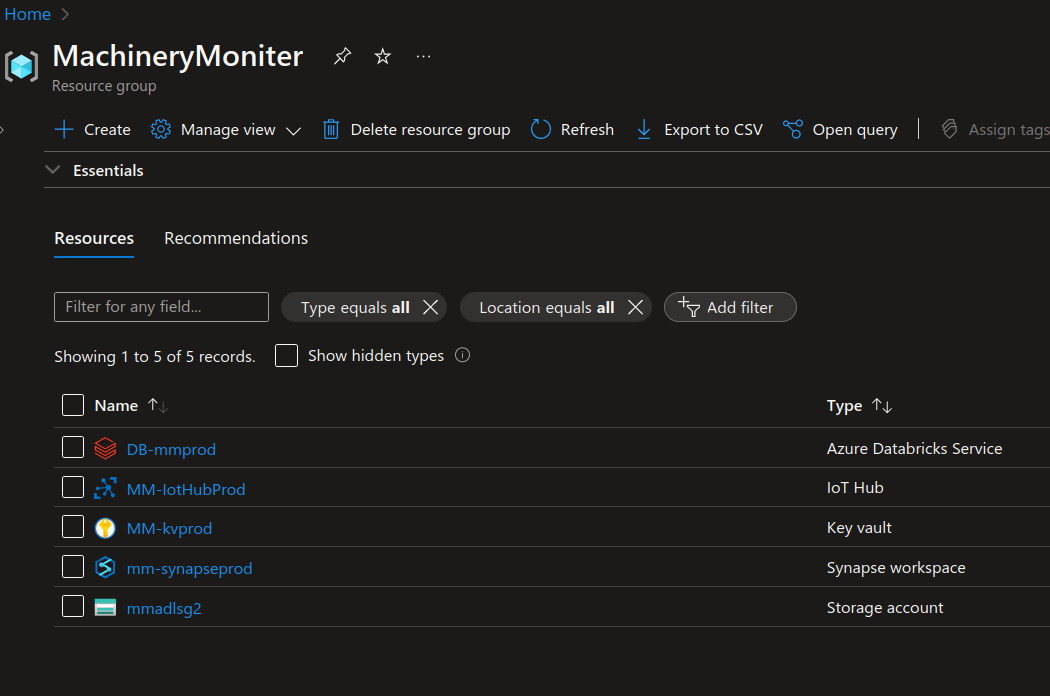 Home
MachineryMoniter
Resource group
Create Manage view Delete resource group Refresh Export to CSV Open query Assign tags
Essentials
Resources Recommendations
Filter for any field... Type equals all Location equals all Add filter
Showing 1 to 5 of 5 records. Show hidden types
Name Type
DB-mmprod Azure Databricks Service
MM-IotHubProd IoT Hub
MM-kvprod Key vault
mm-synapseprod Synapse workspace
mmadlsg2 Storage account